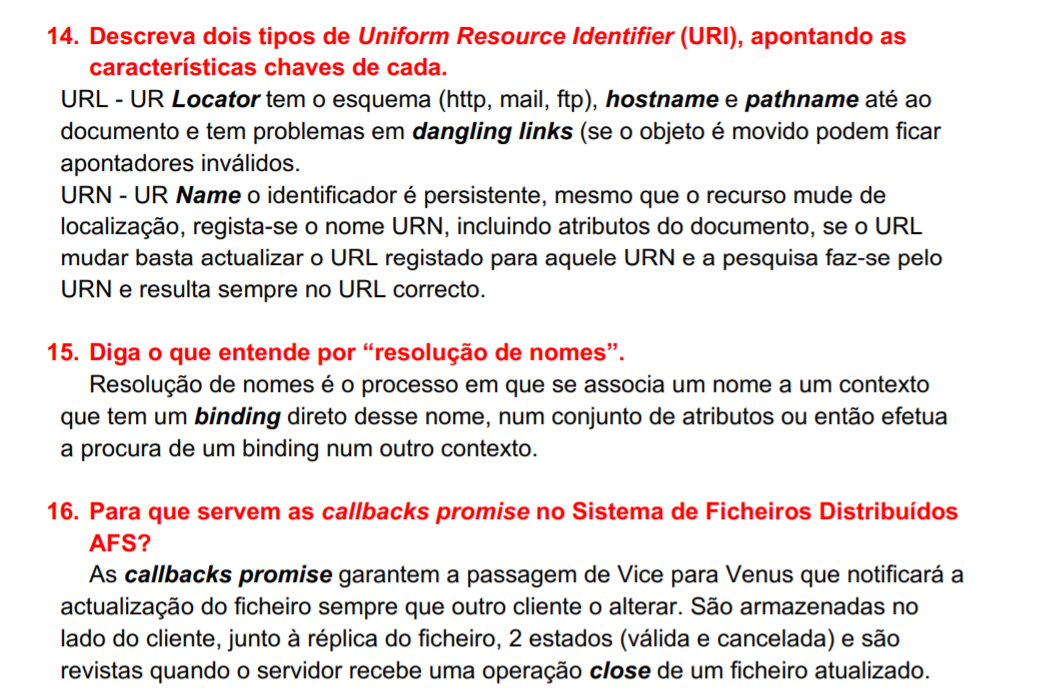 14. Descreva dois tipos de Uniform Resource Identifier (URI), apontando as
características chaves de cada.
URL - UR Locator tem o esquema (http, mail, ftp), hostname e pathname até ao
documento e tem problemas em dangling links (se o objeto é movido podem ficar
apontadores inválidos.
URN - UR Name o identificador é persistente, mesmo que o recurso mude de
localização, regista-se o nome URN, incluindo atributos do documento, se o URL
mudar basta actualizar o URL registado para aquele URN e a pesquisa faz-se pelo
URN e resulta sempre no URL correcto.
15. Diga o que entende por “resolução de nomes”.
Resolução de nomes é o processo em que se associa um nome a um contexto
que tem um binding direto desse nome, num conjunto de atributos ou então efetua
a procura de um binding num outro contexto.
16. Para que servem as callbacks promise no Sistema de Ficheiros Distribuídos
AFS?
As callbacks promise garantem a passagem de Vice para Venus que notificará a
actualização do ficheiro sempre que outro cliente o alterar. São armazenadas no
lado do cliente, junto à réplica do ficheiro, 2 estados (válida e cancelada) e são
revistas quando o servidor recebe uma operação close de um ficheiro atualizado.